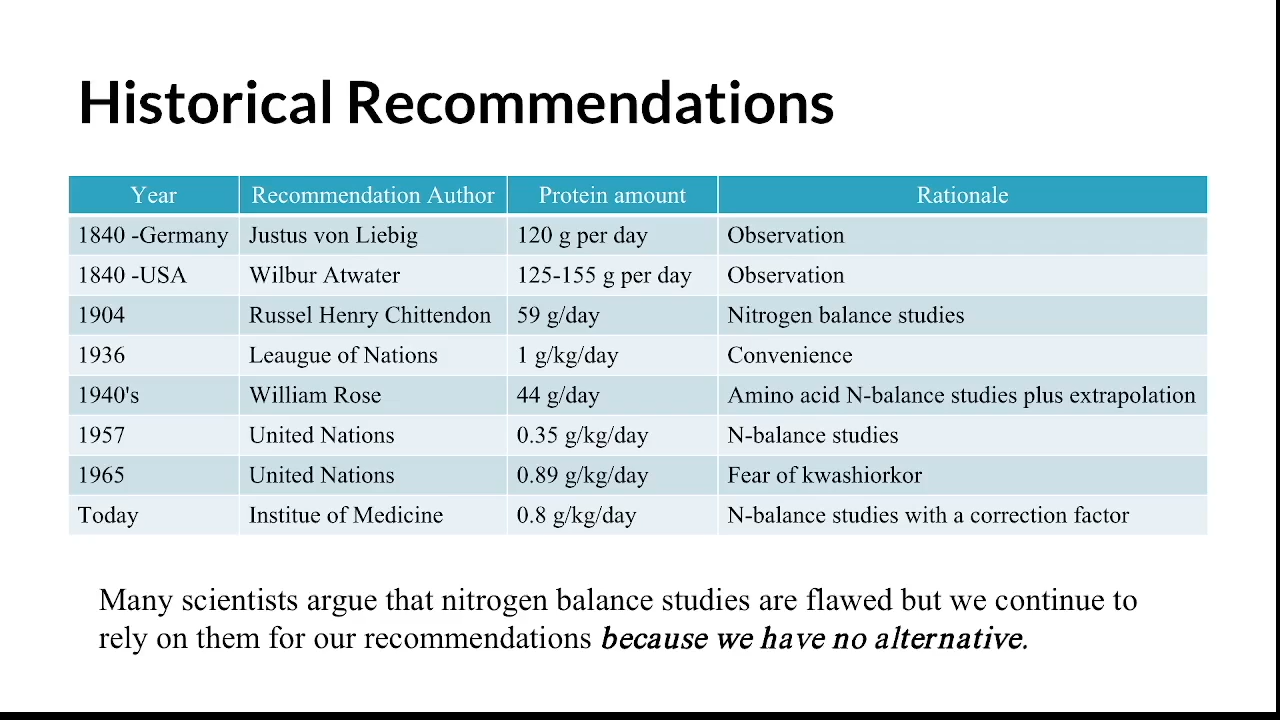 Historical Recommendations
Year Recommendation Author Protein amount Rationale
1840 -Germany Justus von Liebig 120 g per day Observation
1840 -USA Wilbur Atwater 125-155 g per day Observation
1904 Russel Henry Chittendon 59 g/day Nitrogen balance studies
1936 Leaugue of Nations 1 g/kg/day Convenience
1940's William Rose 44 g/day Amino acid N-balance studies plus extrapolation
1957 United Nations 0.35 g/kg/day N-balance studies
1965 United Nations 0.89 g/kg/day Fear of kwashiorkor
Today Institue of Medicine 0.8 g/kg/day N-balance studies with a correction factor
Many scientists argue that nitrogen balance studies are flawed but we continue to
rely on them for our recommendations because we have no alternative.